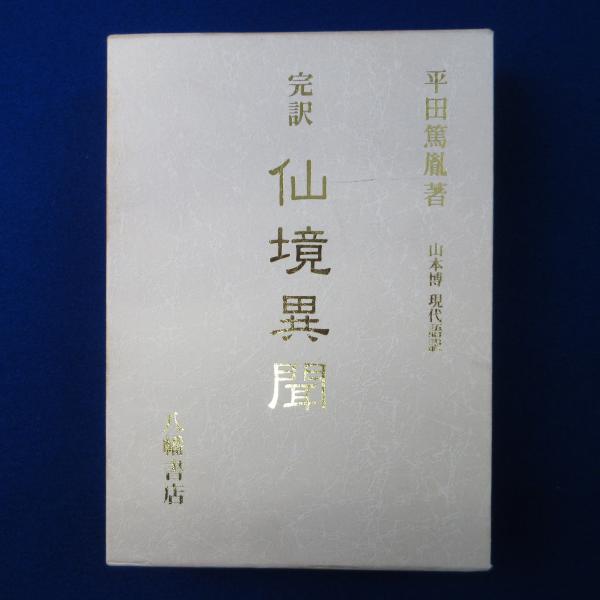 平田篤胤著
山本博 現代語訳
完訳 仙境異聞
八幡書店